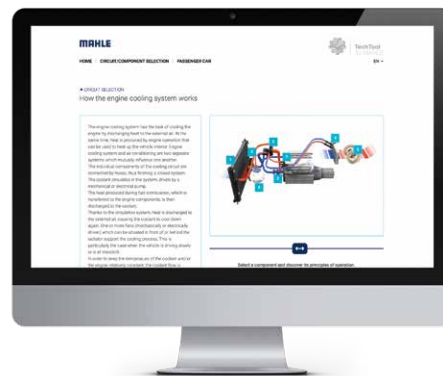 MAHLE
TechTool
HOME CIRCUIT/COMPONENT SELECTION PASSENGER CAR
EN
CIRCUIT SELECTION
How the engine cooling system works
The engine cooling system has the task of cooling the
engine by discharging heat to the external air. At the
same time, heat is produced by engine operation that
can be used to heat up the vehicle interior. Engine
cooling system and air conditioning are two separate
systems which mutually influence one another.
The individual components of the cooling circuit are
connected by hoses, thus forming a closed system.
The coolant circulates in the system, driven by a
mechanical or electrical pump.
The heat produced during fuel combustion, which is
transferred to the engine components, is then
discharged to the coolant.
Thanks to the circulation system, heat is discharged to
the external air, causing the coolant to cool down
again. One or more fans (mechanically or electrically
driven), which can be situated in front of or behind the
radiator support the cooling process. This is
particularly the case when the vehicle is driving slowly
or is at standstill.
In order to keep the temperature of the coolant and/or
the engine relatively constant, the coolant flow is
Select a component and discover its principles of operation.